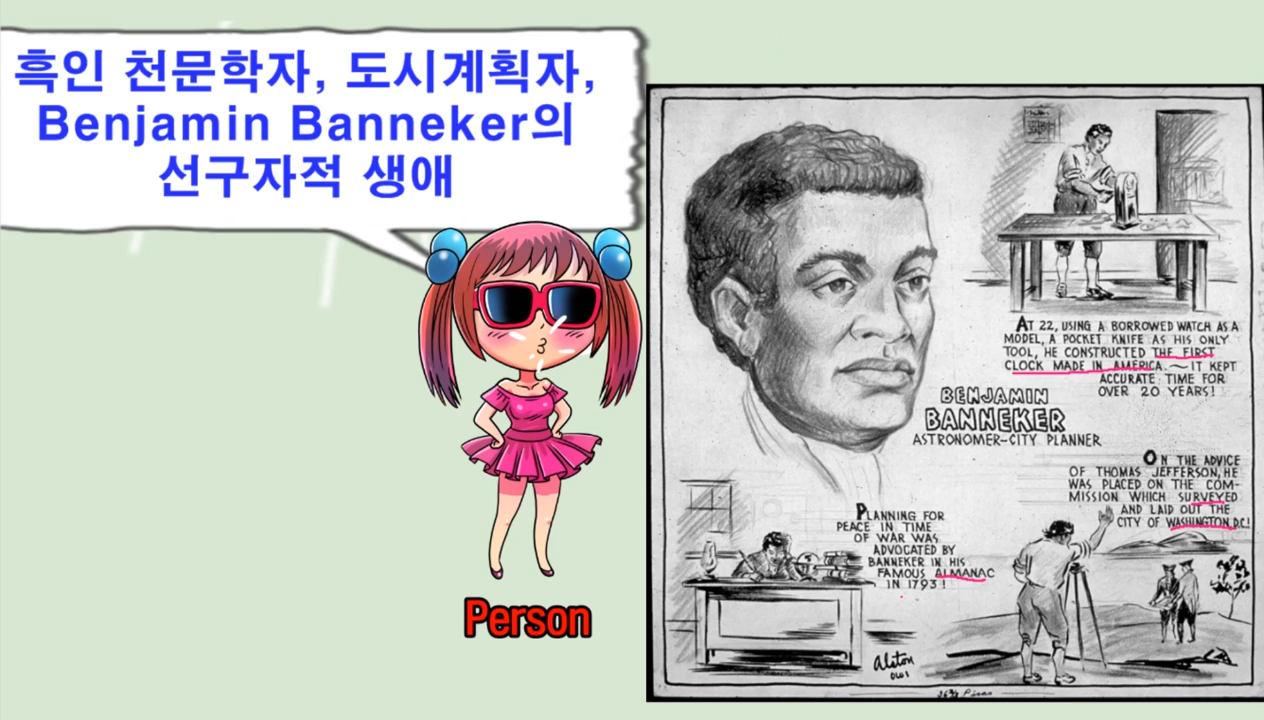 흑인 천문학자, 도시계획자,
Benjamin Banneker의
선구자적 생애
Person
AT 22, USING A BORROWED WATCH AS A
MODEL, A POCKET KNIFE AS HIS ONLY
TOOL, HE CONSTRUCTED THE FIRST
CLOCK MADE IN AMERICA.~IT KEPT
ACCURATE TIME FOR
OVER 20 YEARS!
BENJAMIN
BANNEKER
ASTRONOMER-CITY PLANNER
ON THE ADVICE
OF THOMAS JEFFERSON, HE
WAS PLACED ON THE COM-
MISSION WHICH SURVEYED
AND LAID OUT THE
CITY OF WASHINGTON D.C!
PLANNING FOR
PEACE IN TIME
OF WAR WAS
ADVOCATED BY
BANNEKER IN HIS
FAMOUS ALMANAC
IN 1793!
Alston
OWI